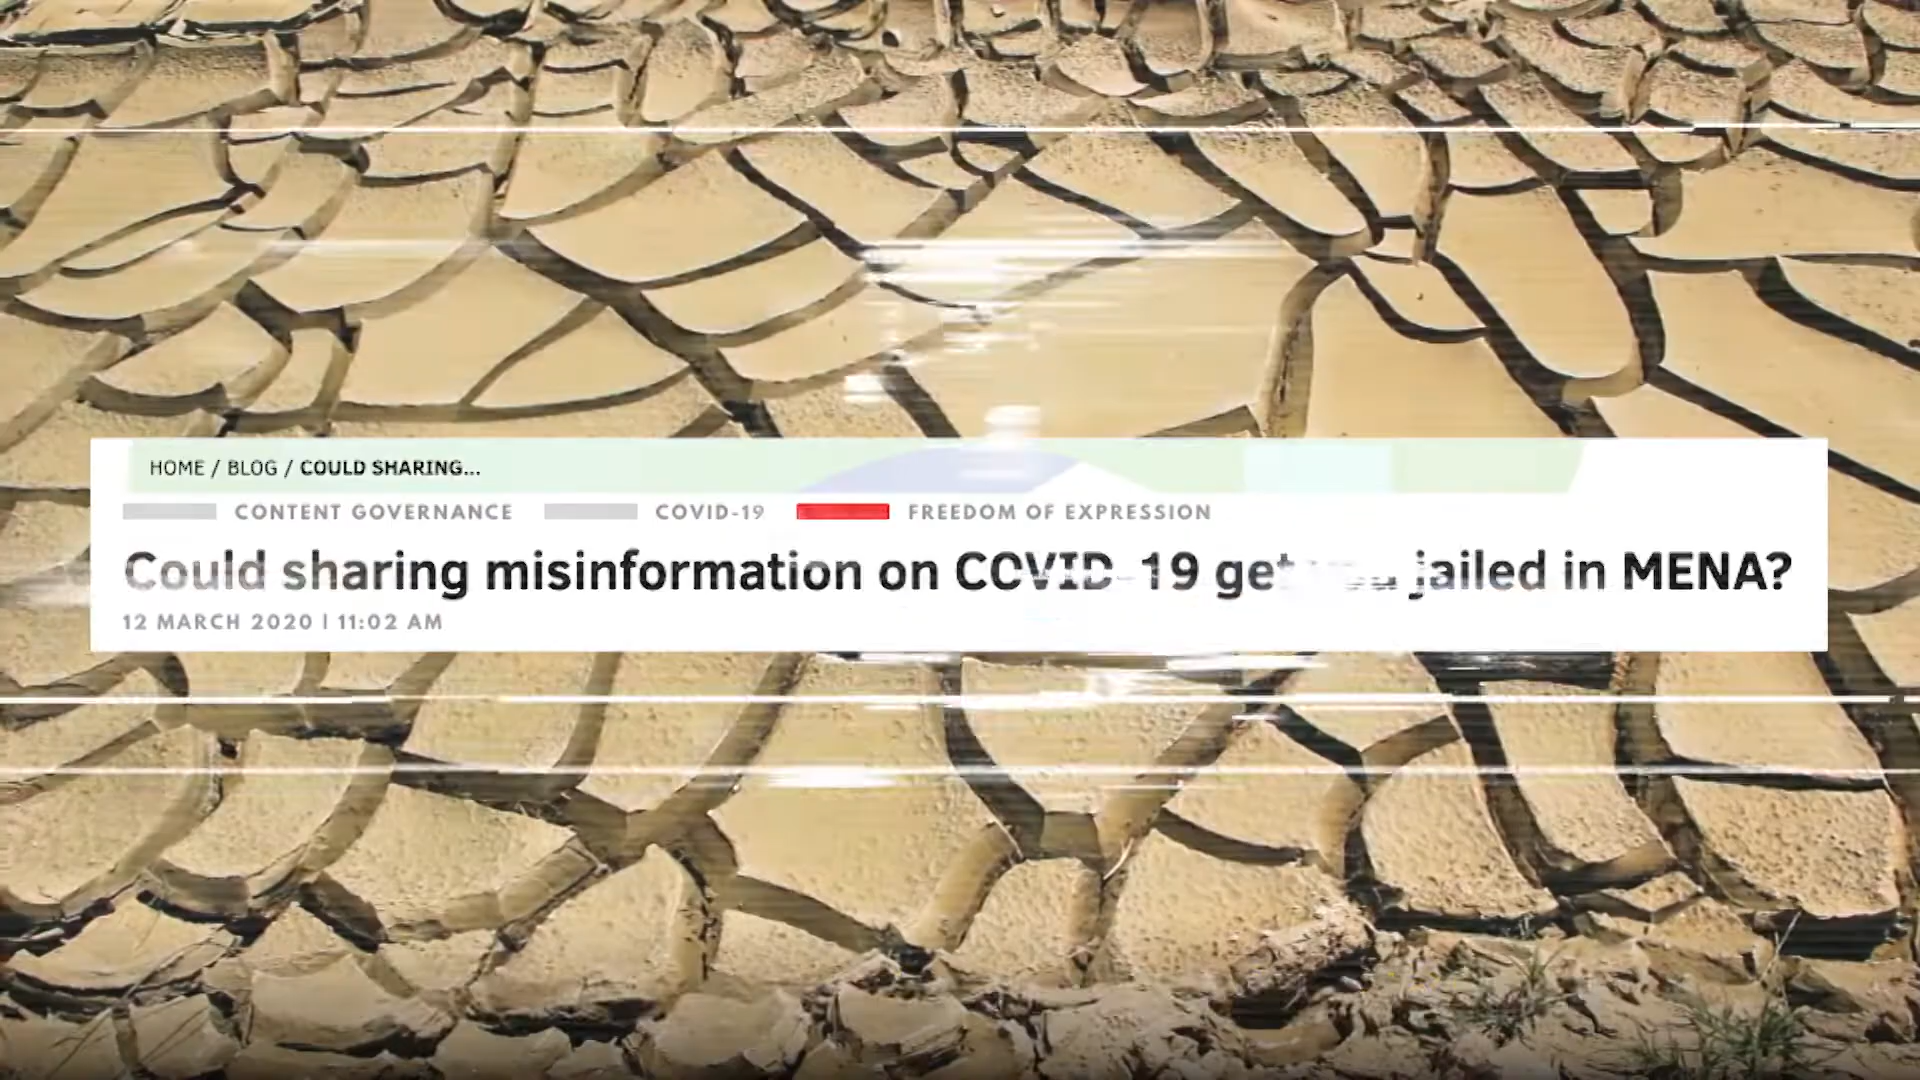 HOME / BLOG / COULD SHARING...
CONTENT GOVERNANCE COVID-19 FREEDOM OF EXPRESSION
Could sharing misinformation on COVID-19 get jailed in MENA?
12 MARCH 2020 | 11:02 AM